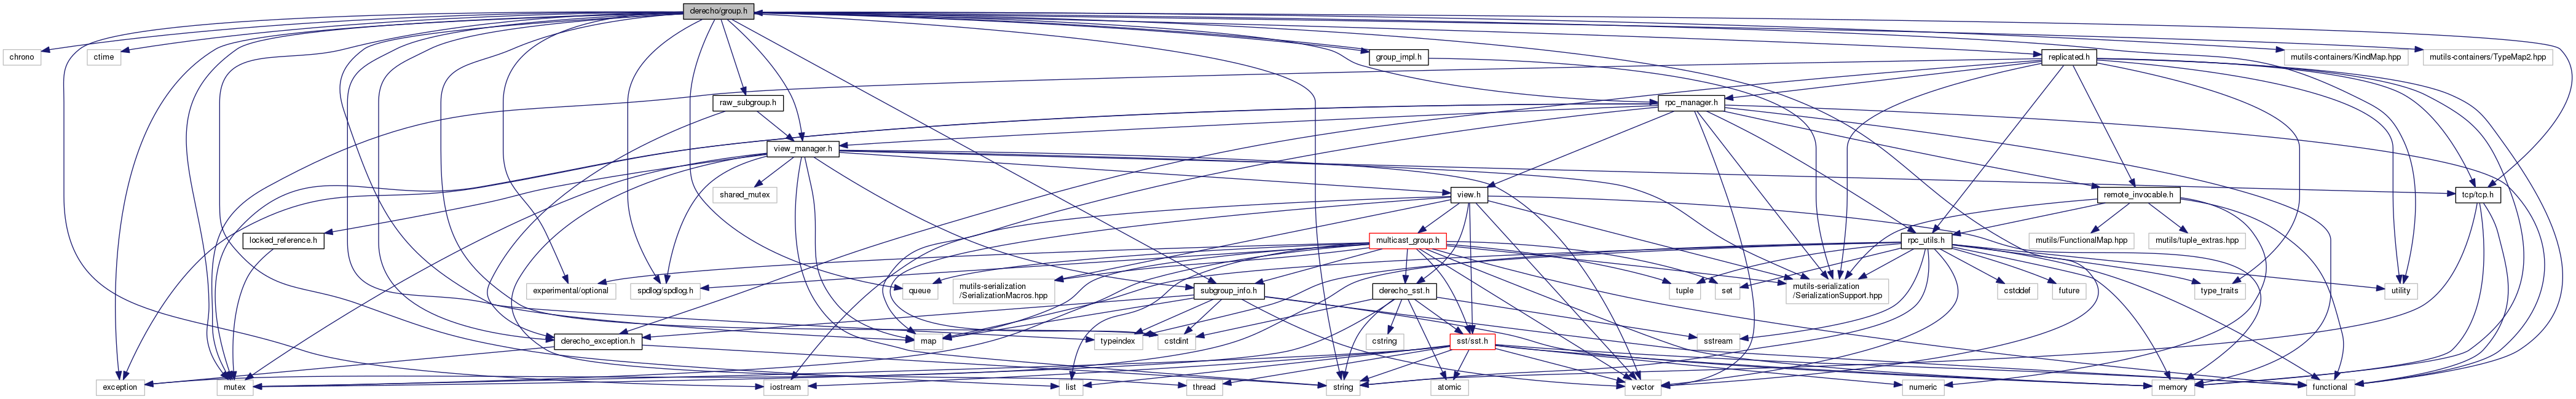 derecho/group.h
chrono
ctime
group_impl.h
replicated.h
mutils-containers/KindMap.hpp
mutils-containers/TypeMap2.hpp
raw_subgroup.h
rpc_manager.h
view_manager.h
shared_mutex
view.h
remote_invocable.h
tcp/tcp.h
locked_reference.h
multicast_group.h
rpc_utils.h
mutils/FunctionalMap.hpp
mutils/tuple_extras.hpp
experimental/optional
spdlog/spdlog.h
queue
mutils-serialization
/SerializationMacros.hpp
subgroup_info.h
derecho_sst.h
tuple
set
mutils-serialization
/SerializationSupport.hpp
cstddef
future
type_traits
utility
derecho_exception.h
map
typeindex
cstdint
cstring
sst/sst.h
sstream
exception
mutex
iostream
list
thread
string
atomic
vector
numeric
memory
functional